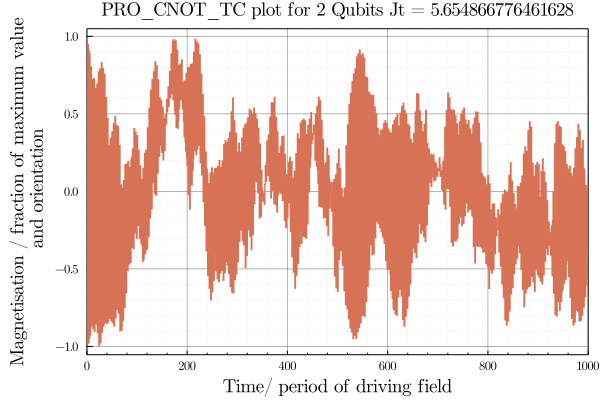 PRO_CNOT_TC plot for 2 Qubits Jt = 5.654866776461628
Magnetisation / fraction of maximum value
and orientation
1.0
0.5
0.0
−0.5
−1.0
0 200 400 600 800 1000
Time/ period of driving field